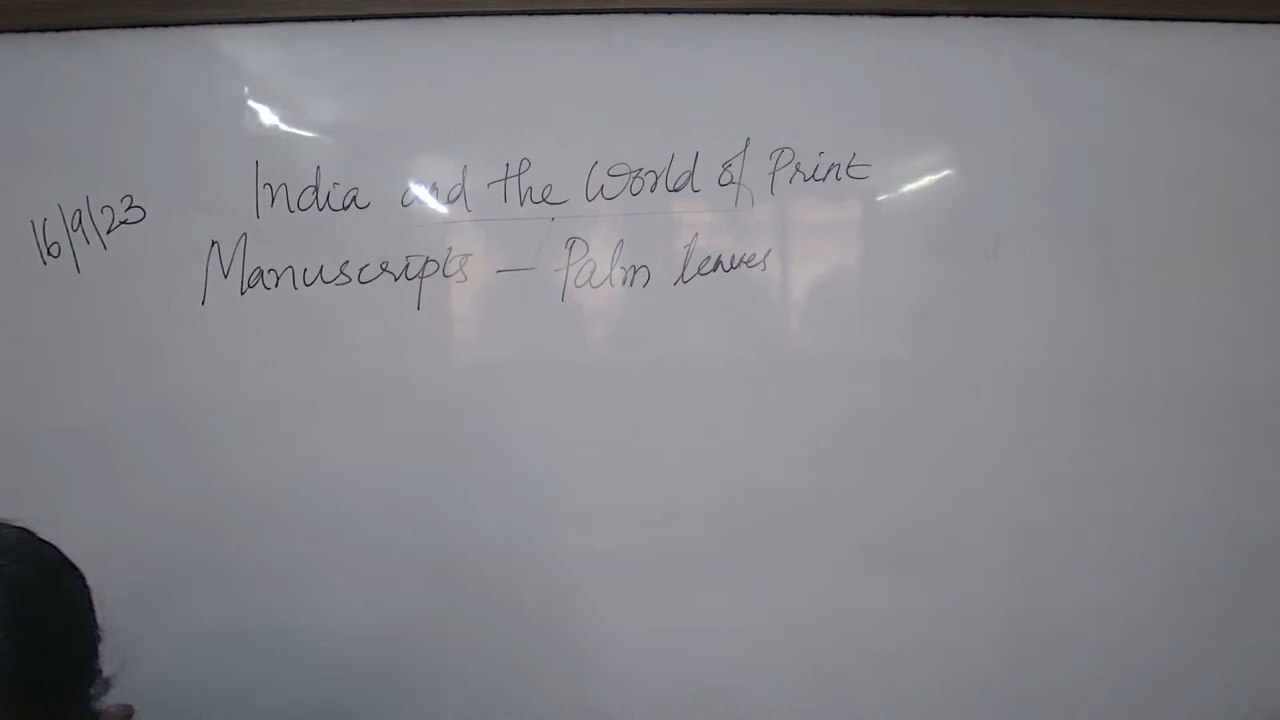 16/9/23
India and the World of Print
Manuscripts — Palm leaves